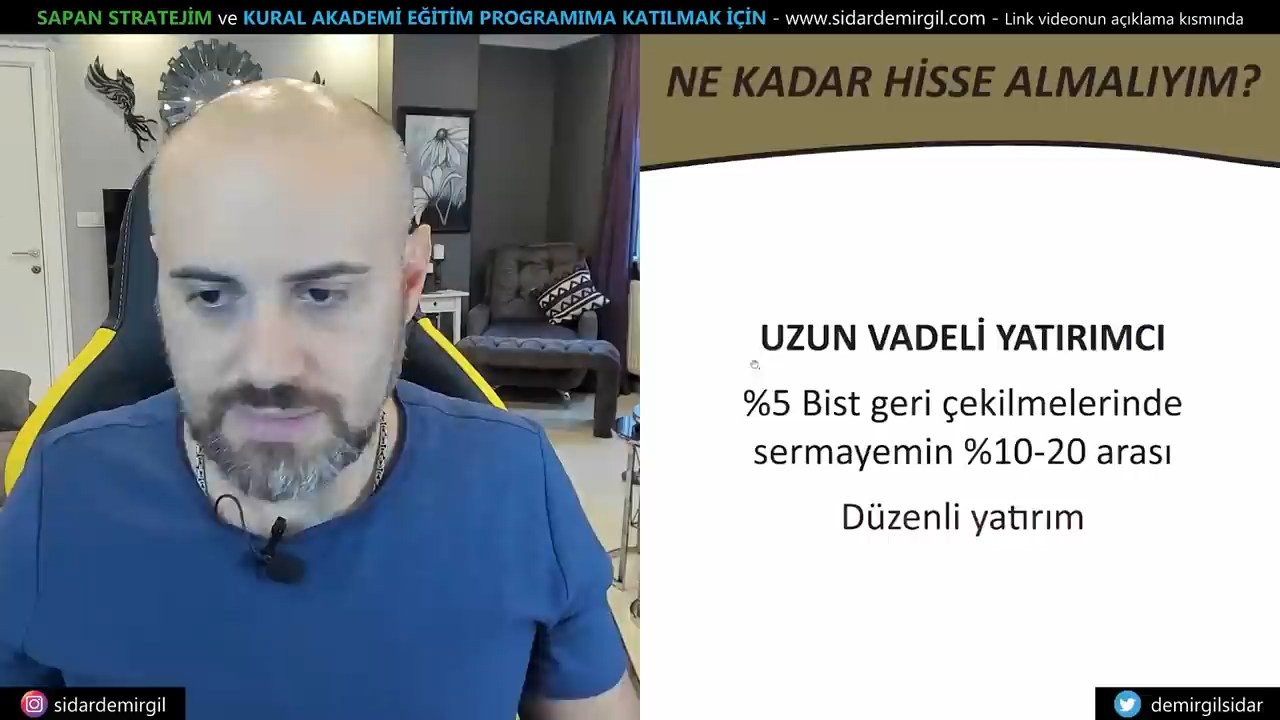 SAPAN STRATEJİM ve KURAL AKADEMİ EĞİTİM PROGRAMIMA KATILMAK İÇİN - www.sidardemirgil.com - Link videonun açıklama kısmında
NE KADAR HİSSE ALMALIYIM?
UZUN VADELİ YATIRIMCI
%5 Bist geri çekilmelerinde
sermayemin %10-20 arası
Düzenli yatırım
sidardemirgil
demirgilsidar